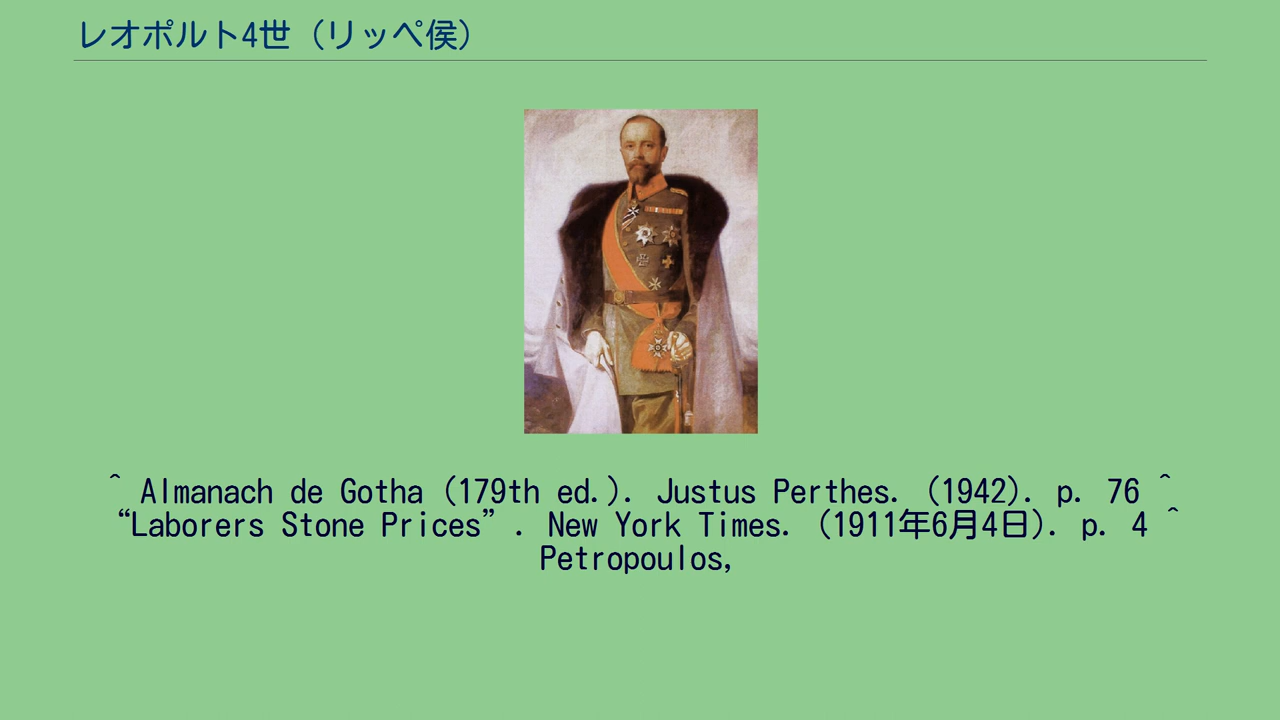 レオポルト4世（リッペ侯）
^ Almanach de Gotha (179th ed.). Justus Perthes. (1942). p. 76 ^
“Laborers Stone Prices”. New York Times. (1911年6月4日). p. 4 ^
Petropoulos,